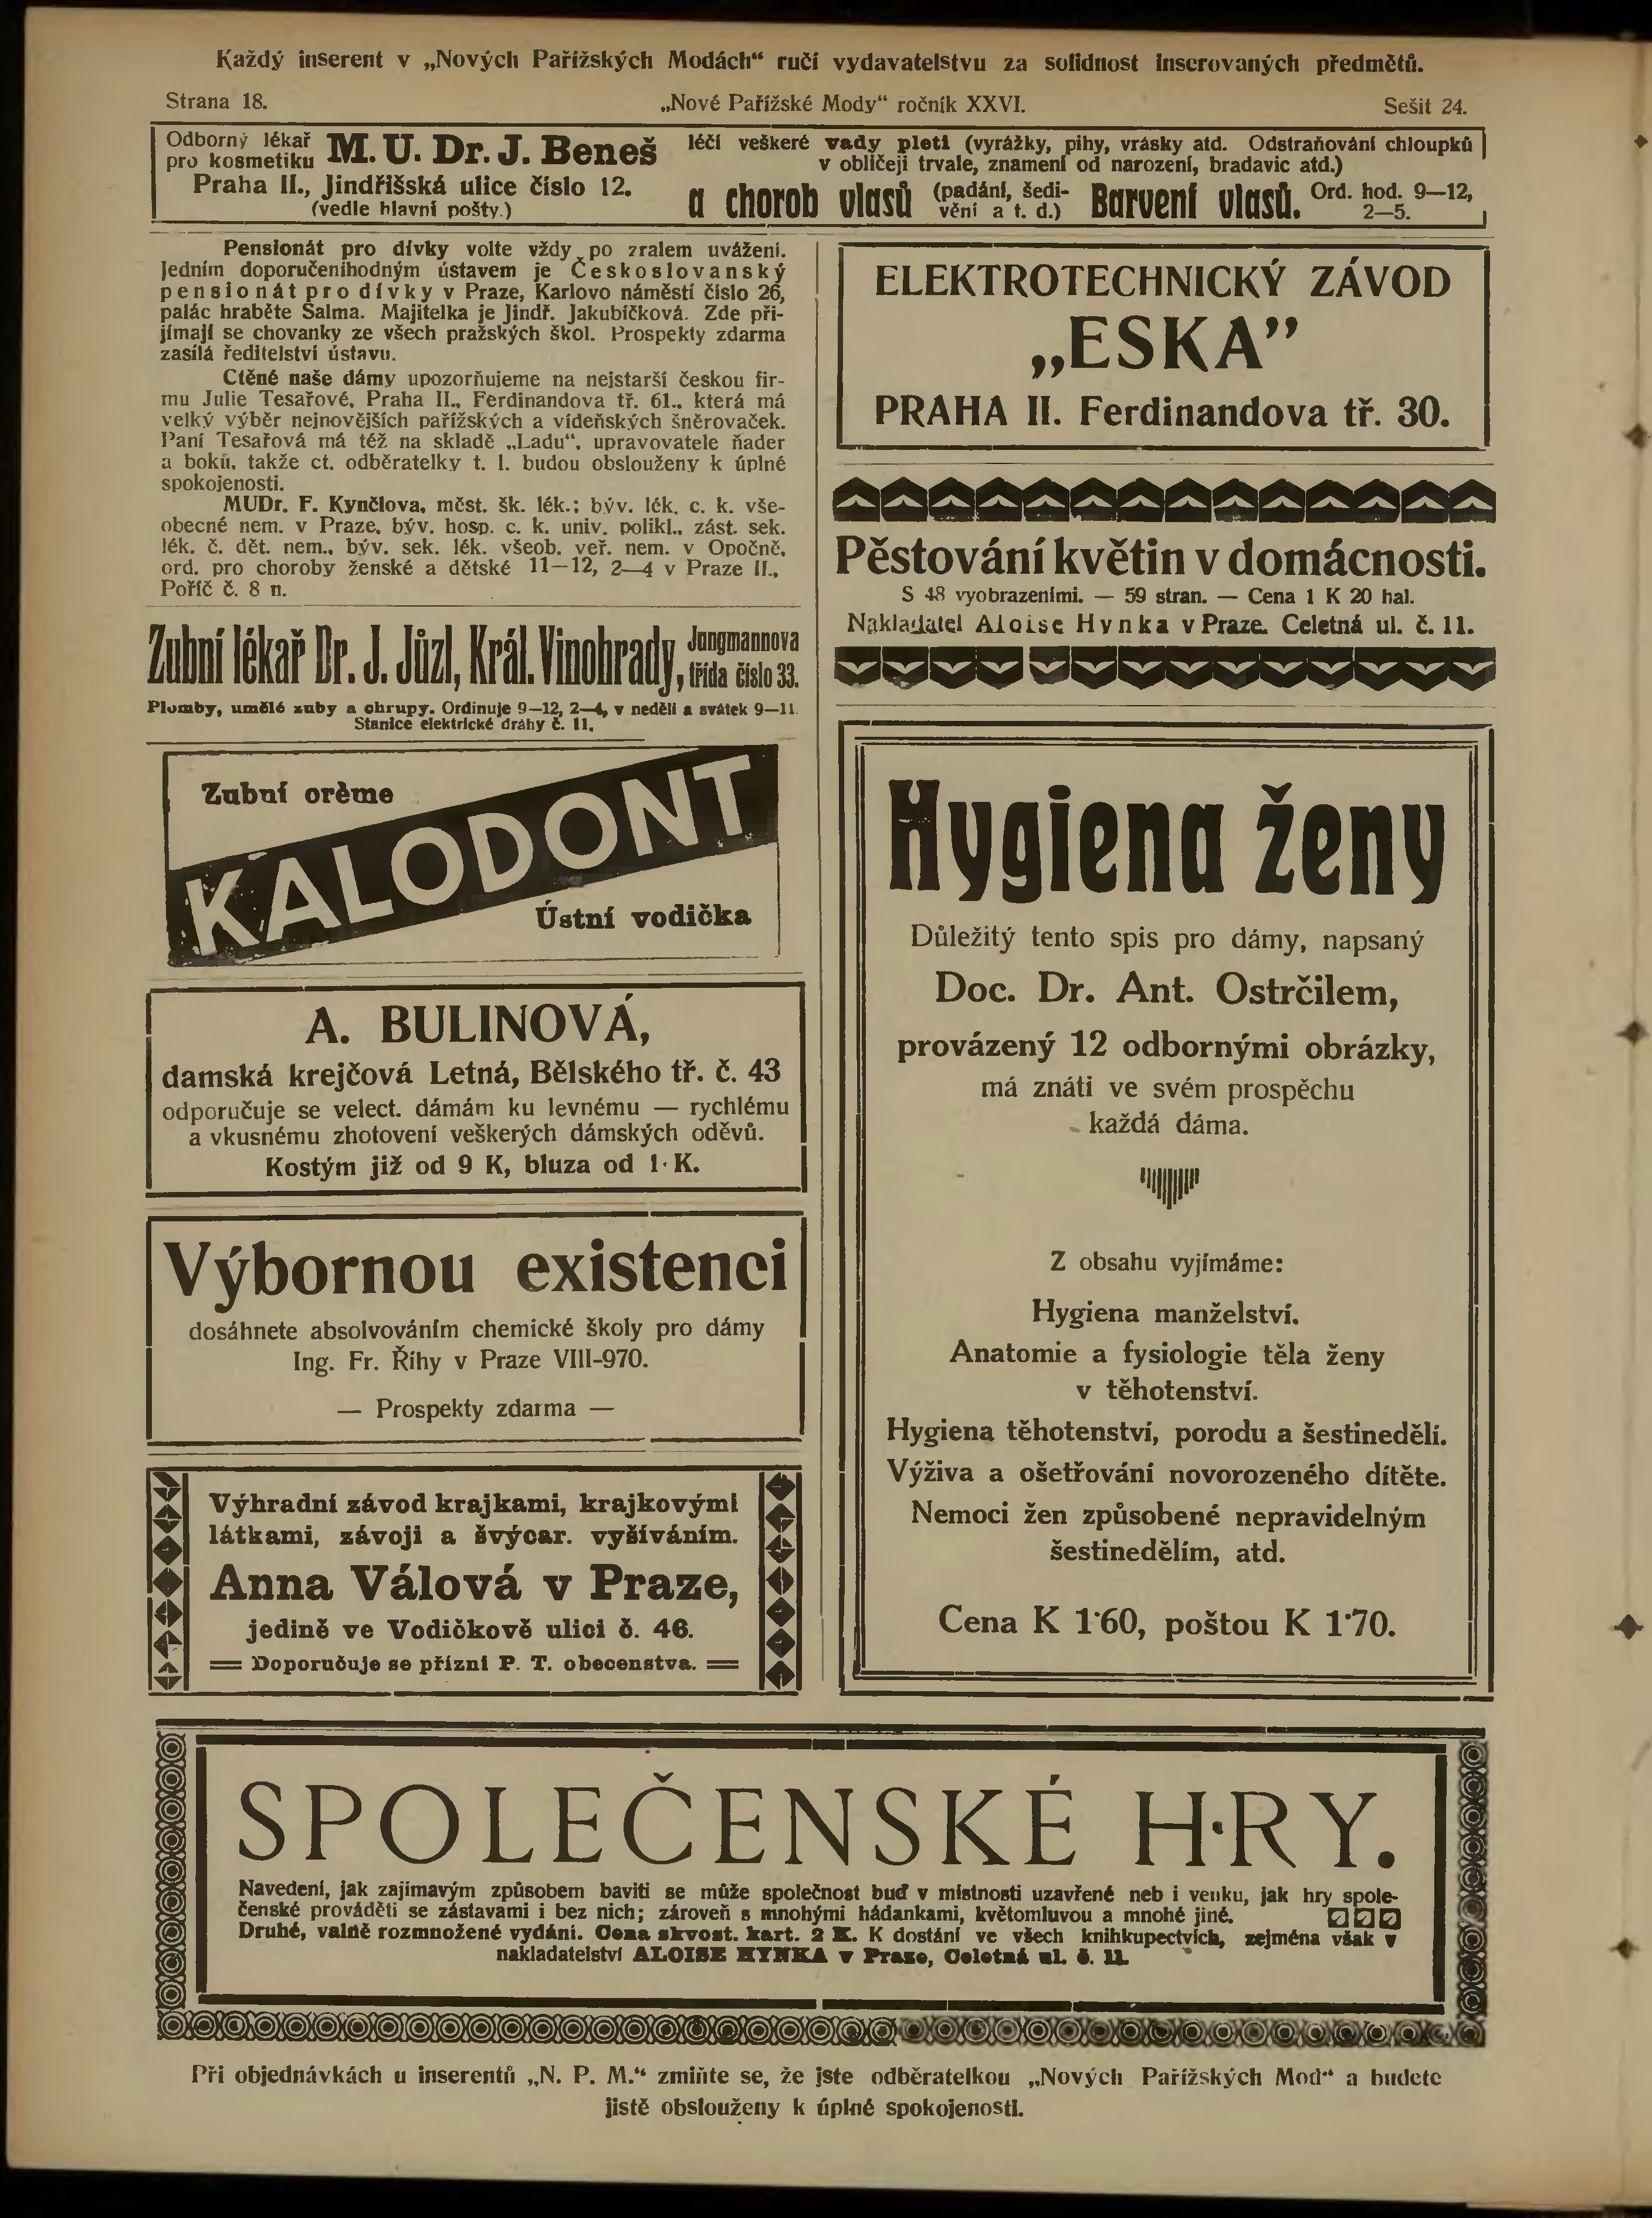 Každý inserent v „Nových Pařížských Modách“ ručí vydavatelstvu za solidnost inserovaných předmětů.
Strana 18.
„Nové Pařížské Mody“ ročník XXVI.
Sešit 24.
Odborný lékař
pro kosmetiku
M. U. Dr. J. Beneš
Praha II., Jindřišská ulice číslo 12.
(vedle hlavní pošty.)
léčí veškeré vady pleti (vyrážky, pihy, vrásky atd. Odstraňování chloupků
v obličeji trvale, znamení od narození, bradavic atd.)
a chorob vlasů (padání, šedi-
vění a t. d.) Barvení vlasů. Ord. hod. 9—12,
2—5.
Pensionát pro dívky volte vždy po zralem uvážení.
Jedním doporučeníhodným ústavem je Českoslovanský
pensionát pro dívky v Praze, Karlovo náměstí číslo 26,
palác hraběte Salma. Majitelka je Jindř. Jakubíčková. Zde při-
jímají se chovanky ze všech pražských škol. Prospekty zdarma
zasílá ředitelství ústavu.
Ctěné naše dámy upozorňujeme na nejstarší českou fir-
mu Julie Tesařové, Praha II., Ferdinandova tř. 61., která má
velký výběr nejnovějších pařížských a vídeňských šněrovaček.
Paní Tesařová má též na skladě „Ladu“, upravovatele ňader
a boků, takže ct. odběratelky t. l. budou obslouženy k úplné
spokojenosti.
MUDr. F. Kynčlova, měst. šk. lék.; býv. lék. c. k. vše-
obecné nem. v Praze, býv. hosp. c. k. univ. polikl., zást. sek.
lék. č. dět. nem., býv. sek. lék. všeob. veř. nem. v Opočně,
ord. pro choroby ženské a dětské 11—12, 2—4 v Praze II.,
Poříč č. 8 n.
Zubní lékař Dr. J. Jůzl, Král. Vinohrady, Jungmannova
třída číslo 33.
Plomby, umělé zuby a chrupy. Ordinuje 9—12, 2—4, v neděli a svátek 9—11
Stanice elektrické dráhy č. 11.
Zubní crême
KALODONT
Ústní vodička
A. BULINOVÁ,
damská krejčová Letná, Bělského tř. č. 43
odporučuje se velect. dámám ku levnému — rychlému
a vkusnému zhotovení veškerých dámských oděvů.
Kostým již od 9 K, bluza od 1· K.
Výbornou existenci
dosáhnete absolvováním chemické školy pro dámy
Ing. Fr. Říhy v Praze VIII-970.
— Prospekty zdarma —
Výhradní závod krajkami, krajkovými
látkami, závoji a švýcar. vyšíváním.
Anna Válová v Praze,
jedině ve Vodičkově ulici č. 46.
Doporučuje se přízni P. T. obecenstva.
ELEKTROTECHNICKÝ ZÁVOD
„ESKA”
PRAHA II. Ferdinandova tř. 30.
Pěstování květin v domácnosti.
S 48 vyobrazeními. — 59 stran. — Cena 1 K 20 hal.
Nakladatel Aloise Hynka v Praze. Celetná ul. č. 11.
Hygiena ženy
Důležitý tento spis pro dámy, napsaný
Doc. Dr. Ant. Ostrčilem,
provázený 12 odbornými obrázky,
má znáti ve svém prospěchu
každá dáma.
Z obsahu vyjímáme:
Hygiena manželství.
Anatomie a fysiologie těla ženy
v těhotenství.
Hygiena těhotenství, porodu a šestinedělí.
Výživa a ošetřování novorozeného dítěte.
Nemoci žen způsobené nepravidelným
šestinedělím, atd.
Cena K 1·60, poštou K 1·70.
SPOLEČENSKÉ HRY.
Navedení, jak zajímavým způsobem baviti se může společnost buď v místnosti uzavřené neb i venku, jak hry spole-
čenské prováděti se zástavami i bez nich; zároveň s mnohými hádankami, květomluvou a mnohé jiné.
Druhé, valně rozmnožené vydání. Cena skvost. kart. 2 K. K dostání ve všech knihkupectvích, zejména však v
nakladatelství ALOISE HYNKA v Praze, Celetná ul. č. 11.
Při objednávkách u inserentů „N. P. M.“ zmiňte se, že jste odběratelkou „Nových Pařížských Mod“ a budete
jistě obslouženy k úplné spokojenosti.